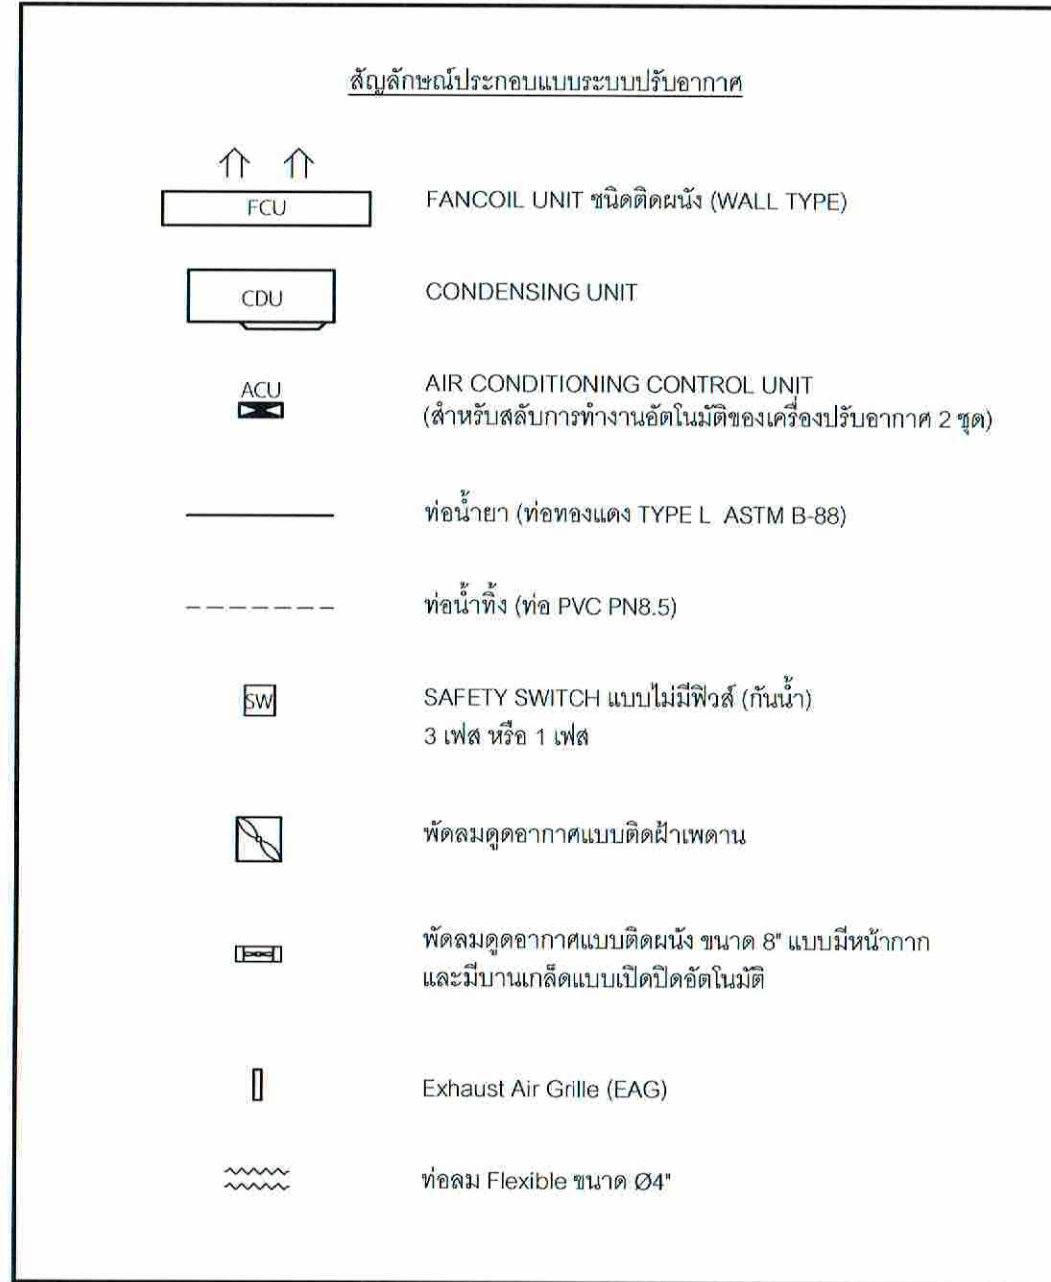 สัญลักษณ์ประกอบแบบระบบปรับอากาศ
FCU
FANCOIL UNIT ชนิดติดผนัง (WALL TYPE)
CDU
CONDENSING UNIT
ACU
AIR CONDITIONING CONTROL UNIT
(สำหรับสลับการทำงานอัตโนมัติของเครื่องปรับอากาศ 2 ชุด)
ท่อน้ำยา (ท่อทองแดง TYPE L ASTM B-88)
ท่อน้ำทิ้ง (ท่อ PVC PN8.5)
SW
SAFETY SWITCH แบบไม่มีฟิวส์ (กันน้ำ)
3 เฟส หรือ 1 เฟส
พัดลมดูดอากาศแบบติดฝ้าเพดาน
พัดลมดูดอากาศแบบติดผนัง ขนาด 8" แบบมีหน้ากาก
และมีบานเกล็ดแบบเปิดปิดอัตโนมัติ
Exhaust Air Grille (EAG)
ท่อลม Flexible ขนาด Ø4"